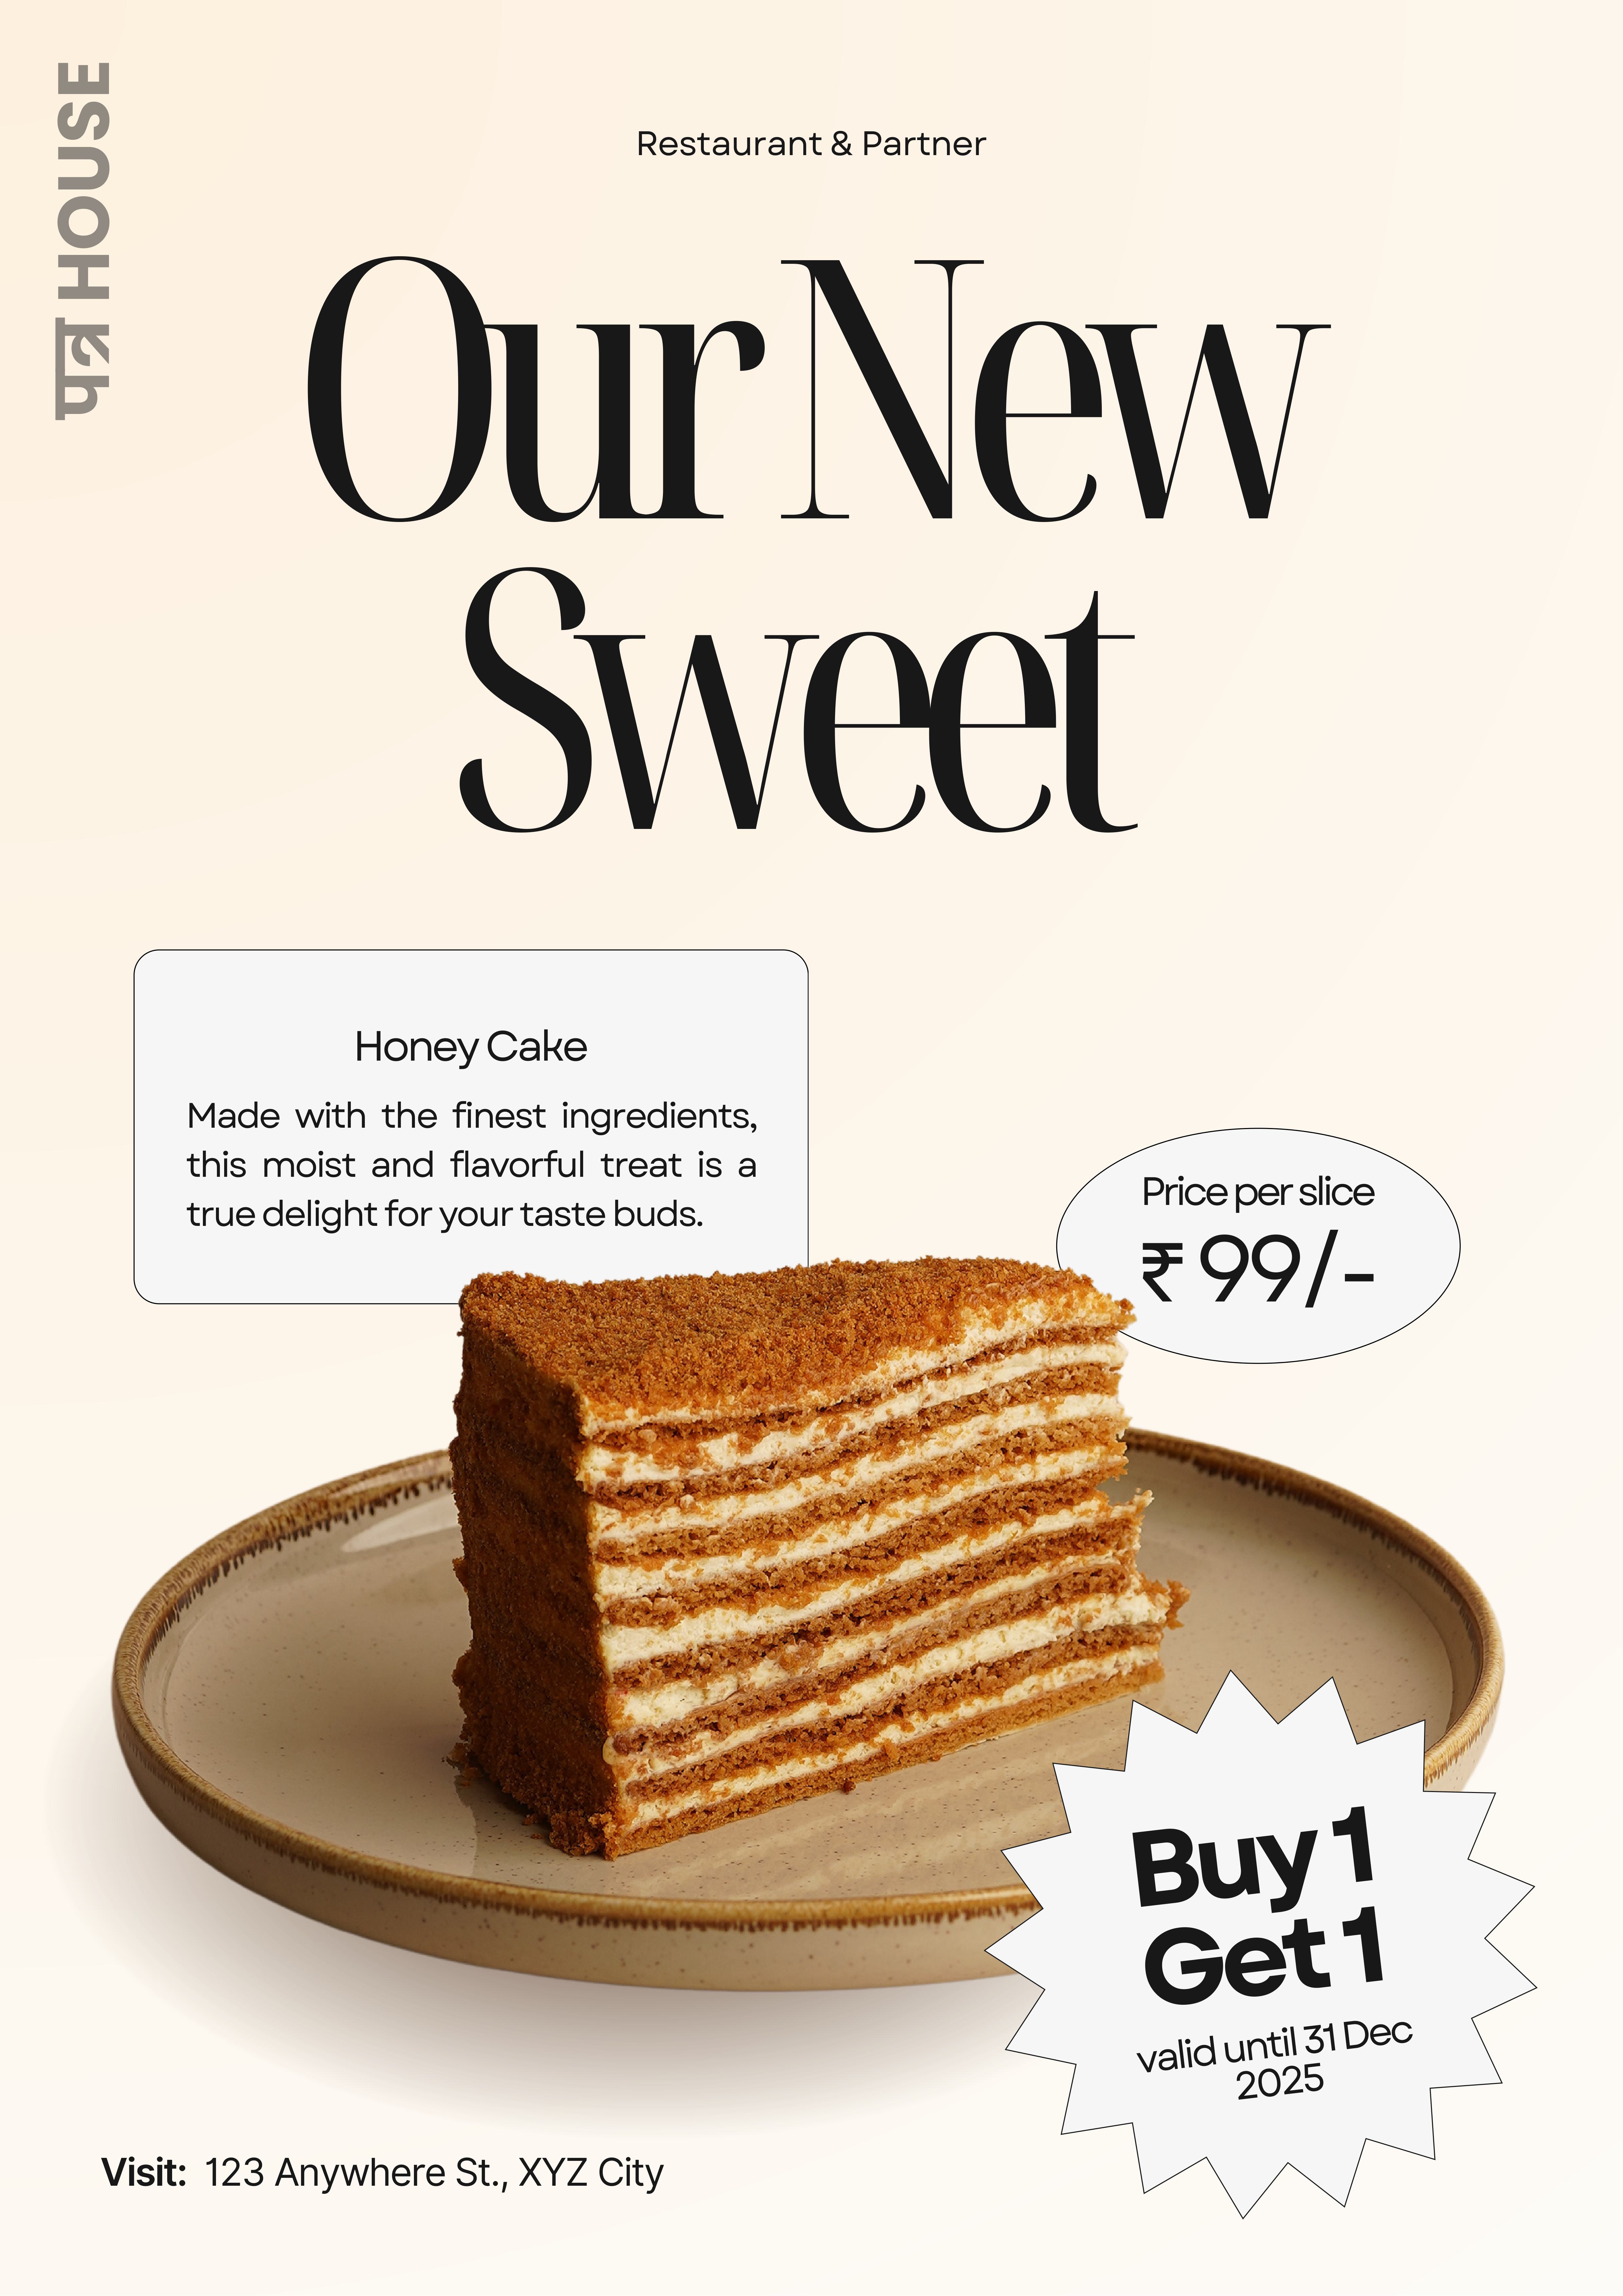 पत्र HOUSE
Restaurant & Partner
Our New
Sweet
Honey Cake
Made with the finest ingredients,
this moist and flavorful treat is a
true delight for your taste buds.
Price per slice
₹ 99/-
Buy 1
Get 1
valid until 31 Dec
2025
Visit: 123 Anywhere St., XYZ City